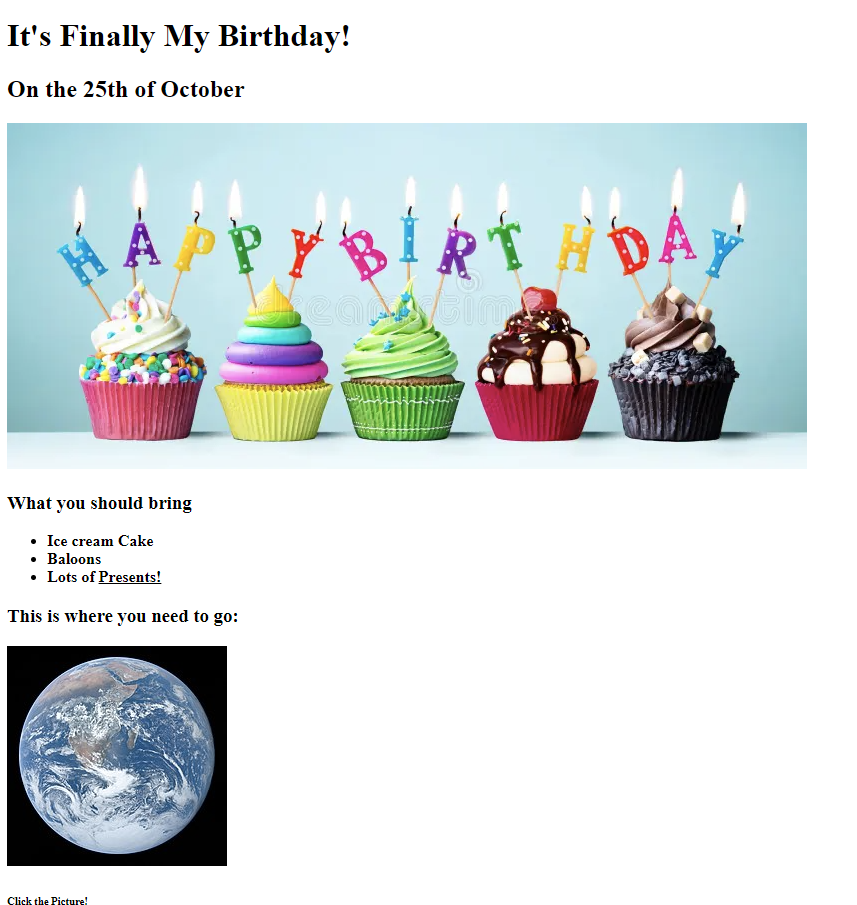 It's Finally My Birthday!
On the 25th of October
HAPPY BIRTHDAY
What you should bring
Ice cream Cake
Baloons
Lots of Presents!
This is where you need to go:
Click the Picture!